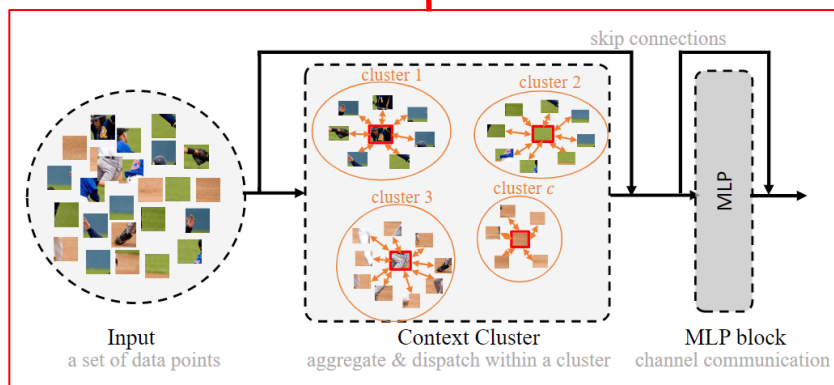 skip connections
cluster 1
cluster 2
cluster 3
cluster c
MLP
Input
a set of data points
Context Cluster
aggregate & dispatch within a cluster
MLP block
channel communication